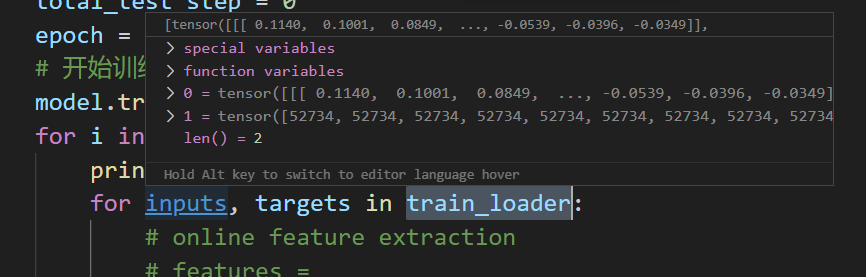 total_test_step = 0
[tensor([[[ 0.1140,  0.1001,  0.0849,  ..., -0.0539, -0.0396, -0.0349]],
> special variables
epoch =
> function variables
# 开始训
> 0 = tensor([[[ 0.1140,  0.1001,  0.0849,  ..., -0.0539, -0.0396, -0.0349]
model.tr
> 1 = tensor([52734, 52734, 52734, 52734, 52734, 52734, 52734, 52734, 52734
for i in
len() = 2
prin
Hold Alt key to switch to editor language hover
for inputs, targets in train_loader:
# online feature extraction
# features =